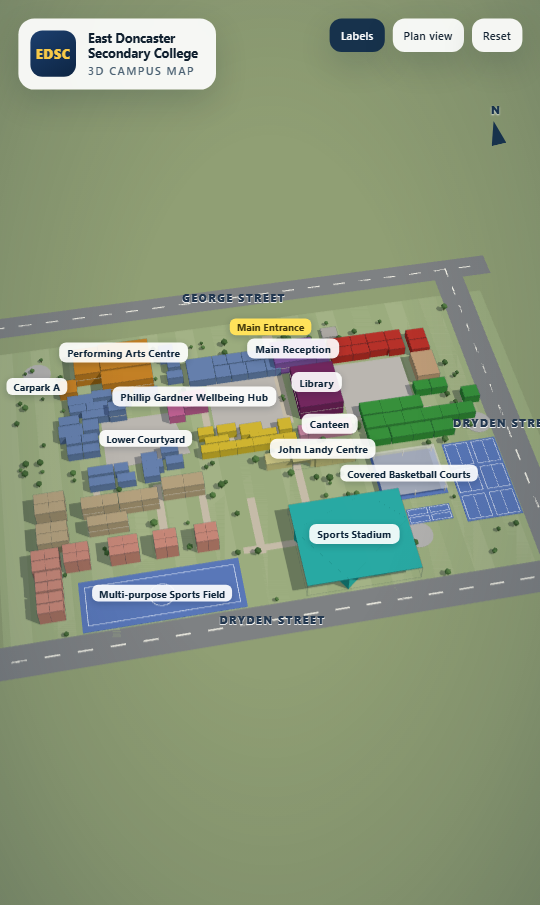 EDSC
East Doncaster
Secondary College
3D CAMPUS MAP
Labels
Plan view
Reset
N
GEORGE STREET
Main Entrance
Main Reception
Performing Arts Centre
Library
Carpark A
Phillip Gardner Wellbeing Hub
Canteen
DRYDEN STRE
Lower Courtyard
John Landy Centre
Covered Basketball Courts
Sports Stadium
Multi-purpose Sports Field
DRYDEN STREET